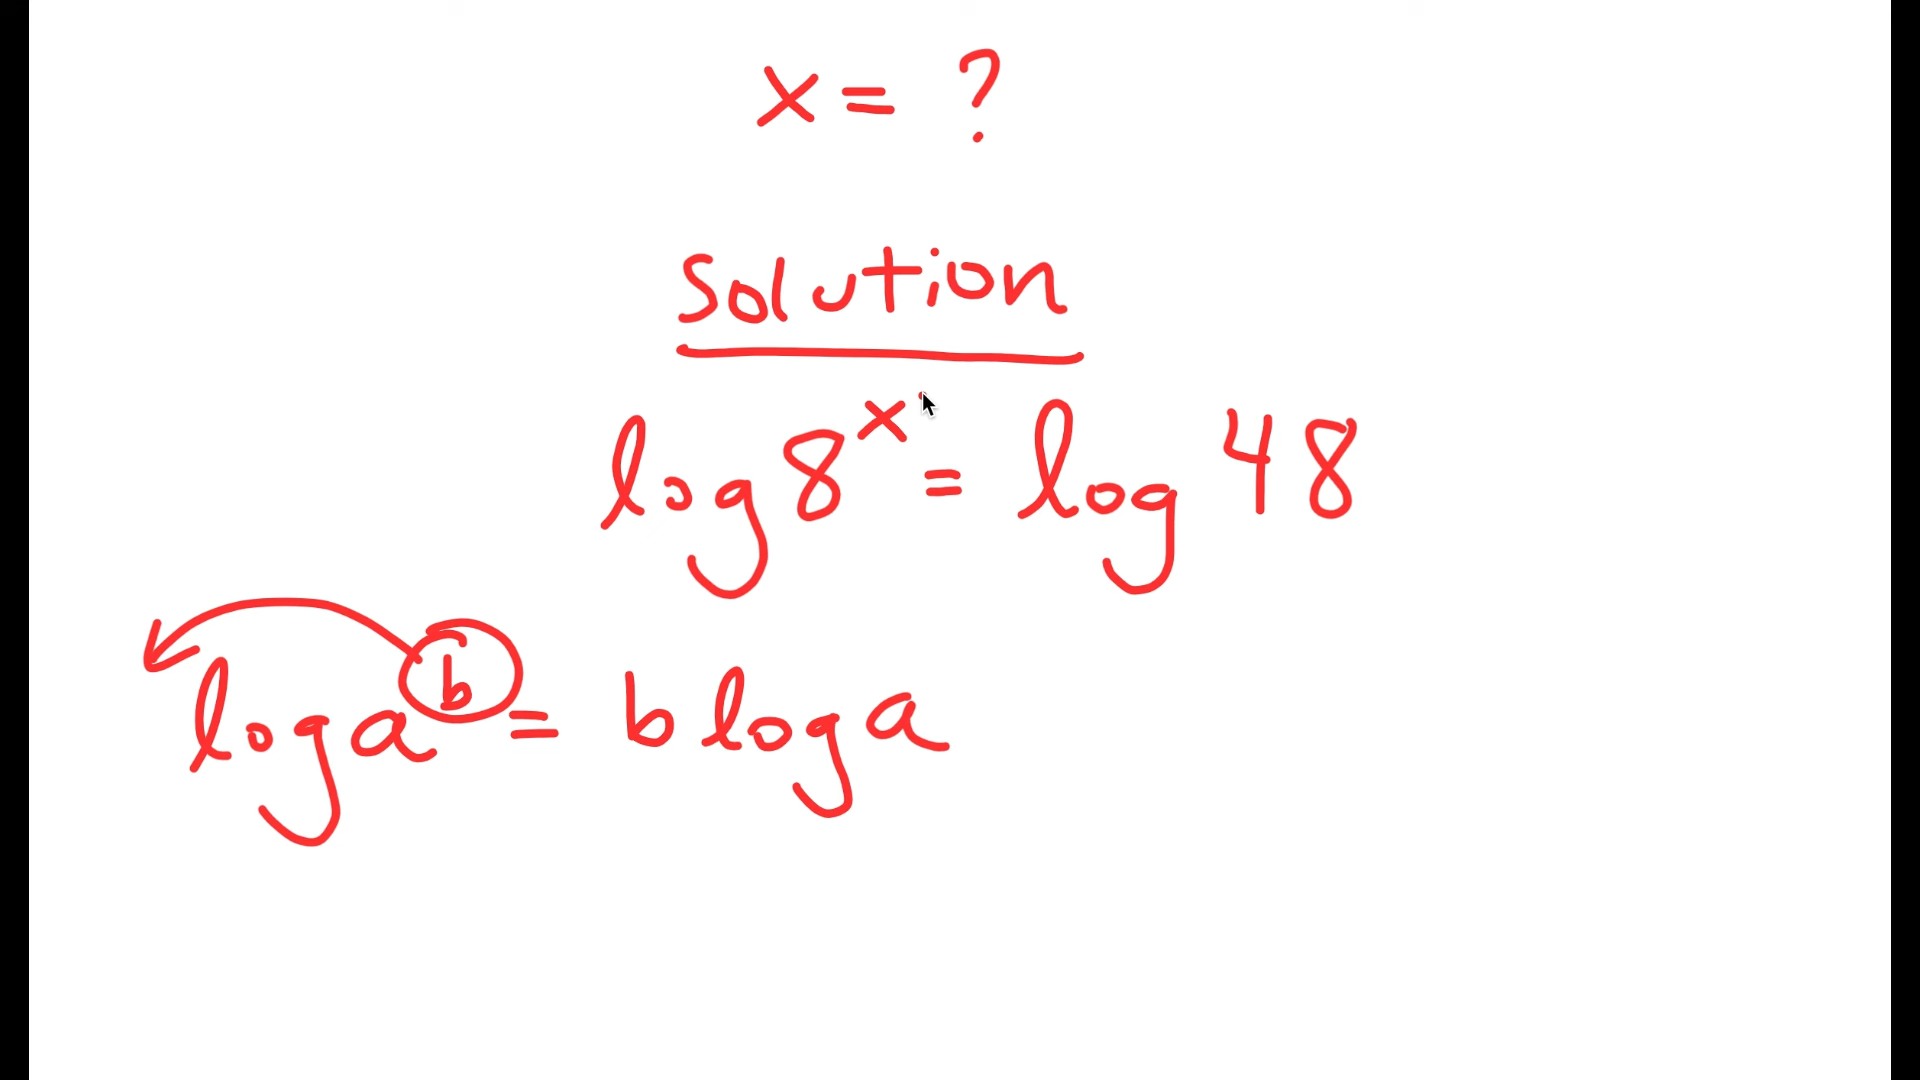 x = ?
Solution
log 8^x = log 48
log a^b = b log a